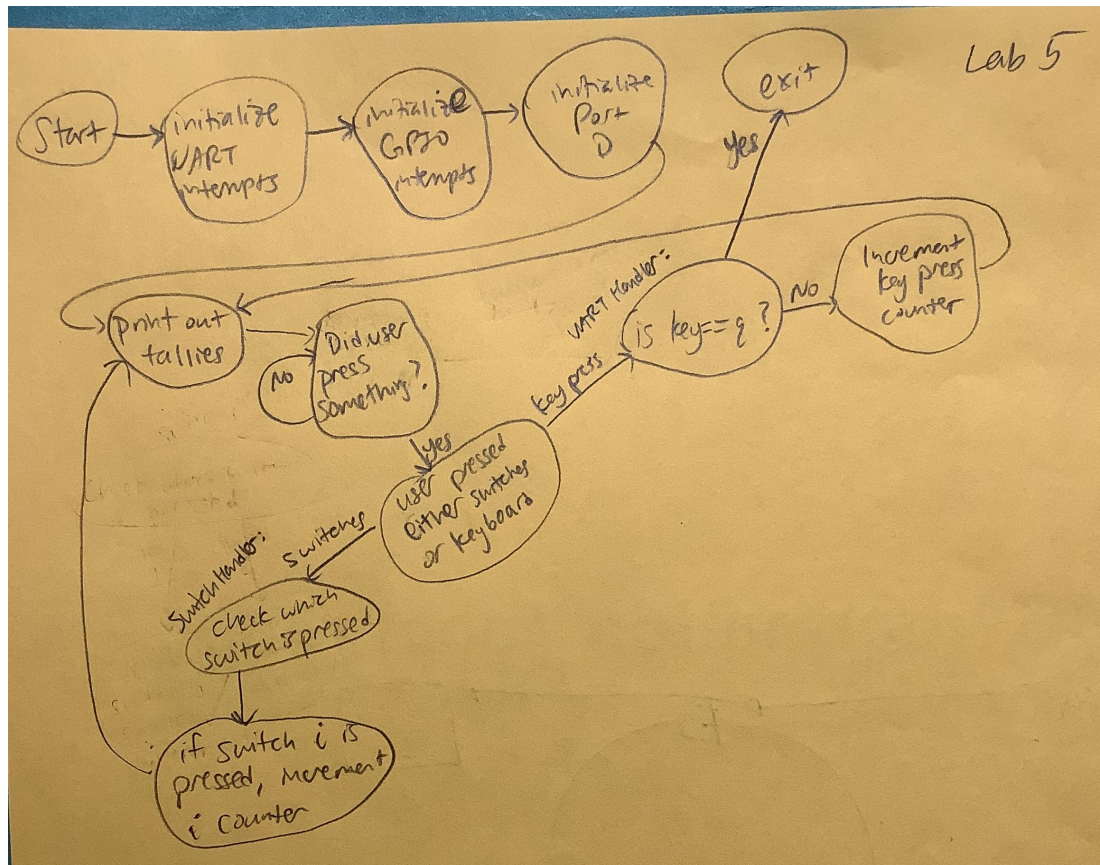 Lab 5
Start
initialize
UART
interrpts
initialize
GPIO
interrpts
initialize
Port
D
exit
Yes
print out
tallies
Did user
press
something?
No
Yes
user pressed
either switches
or keyboard
key press
UART Handler:
is key==q?
No
Increment
key press
counter
switches
Switch Handler:
check which
switch is pressed
if switch i is
pressed, increment
i counter